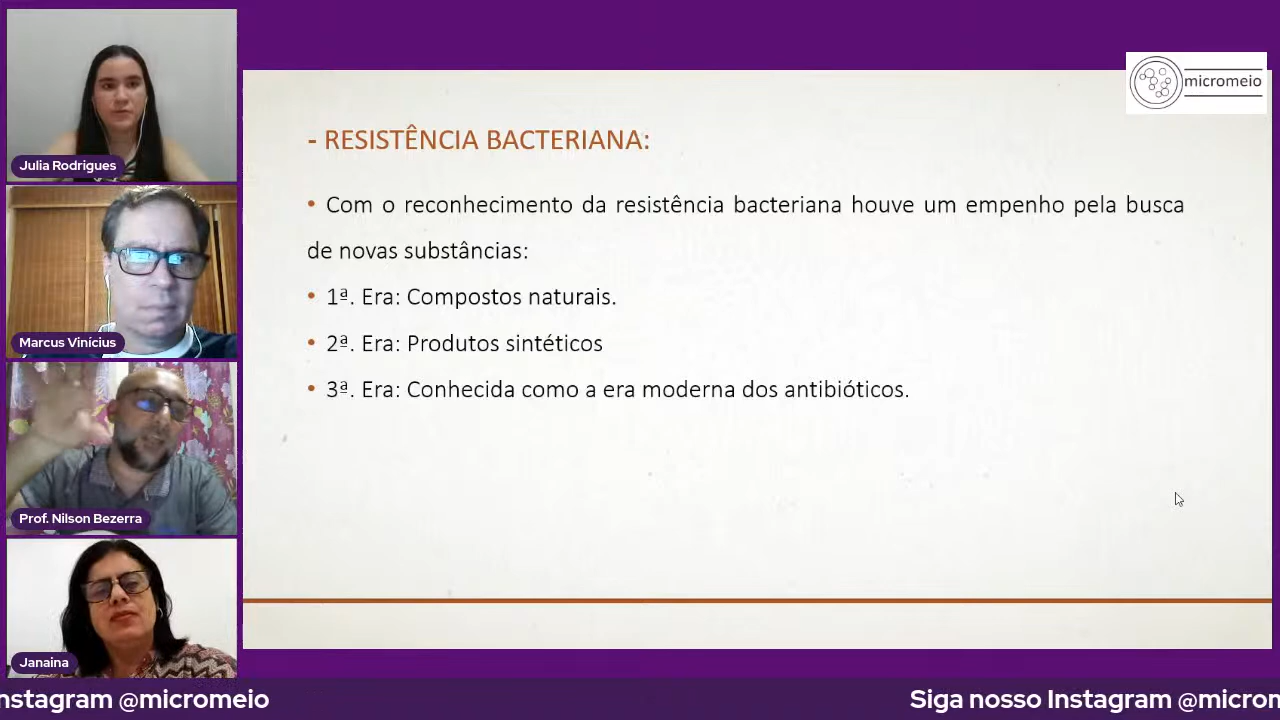 Julia Rodrigues
Marcus Vinícius
Prof. Nilson Bezerra
Janaina
micromeio
- RESISTÊNCIA BACTERIANA:
• Com o reconhecimento da resistência bacteriana houve um empenho pela busca
de novas substâncias:
• 1ª. Era: Compostos naturais.
• 2ª. Era: Produtos sintéticos
• 3ª. Era: Conhecida como a era moderna dos antibióticos.
nstagram @micromeio Siga nosso Instagram @micron